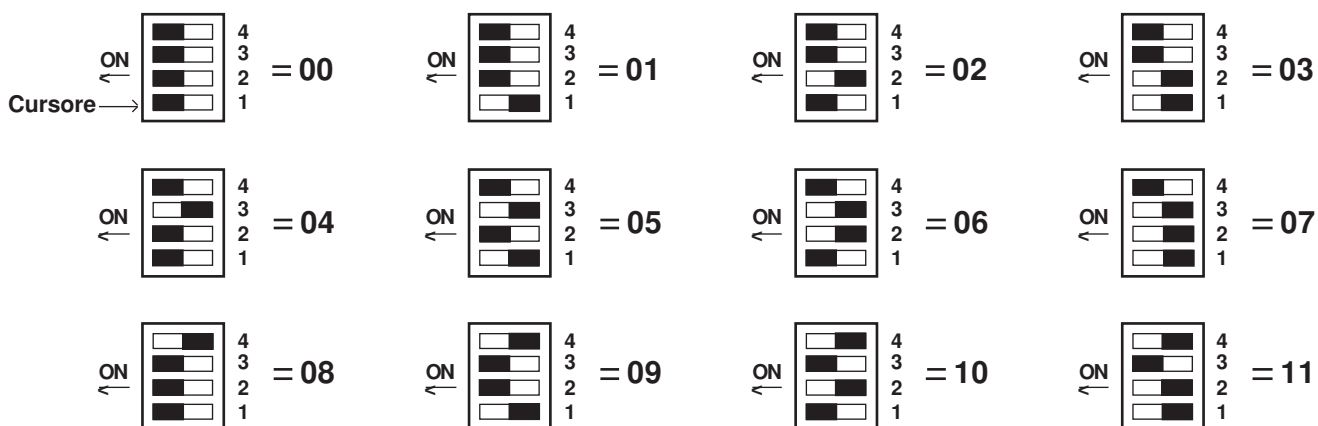 4 4 4 4
3 3 3 3
ON ON ON ON
2 = 00 2 = 01 2 = 02 2 = 03
Cursore 1 1 1 1
4 4 4 4
3 3 3 3
ON ON ON ON
2 = 04 2 = 05 2 = 06 2 = 07
1 1 1 1
4 4 4 4
3 3 3 3
ON ON ON ON
2 = 08 2 = 09 2 = 10 2 = 11
1 1 1 1